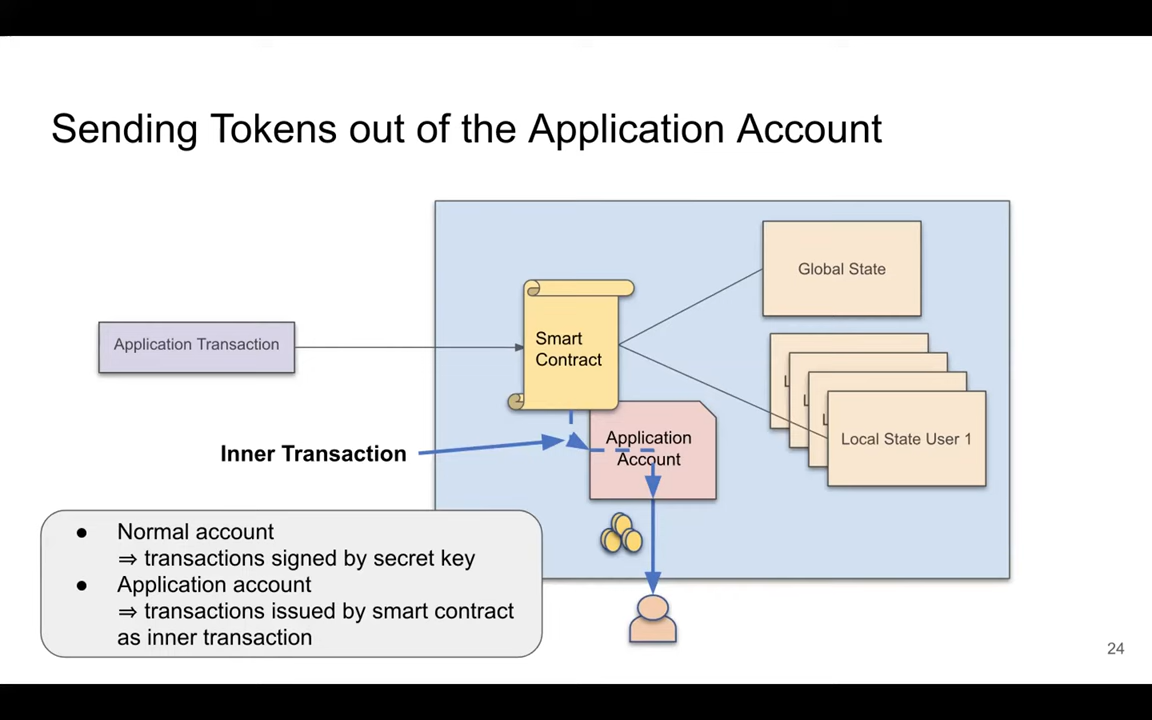 Sending Tokens out of the Application Account
Global State
Application Transaction
Smart
Contract
L
L
L
Local State User 1
Application
Account
Inner Transaction
● Normal account
⇒ transactions signed by secret key
● Application account
⇒ transactions issued by smart contract
as inner transaction
24